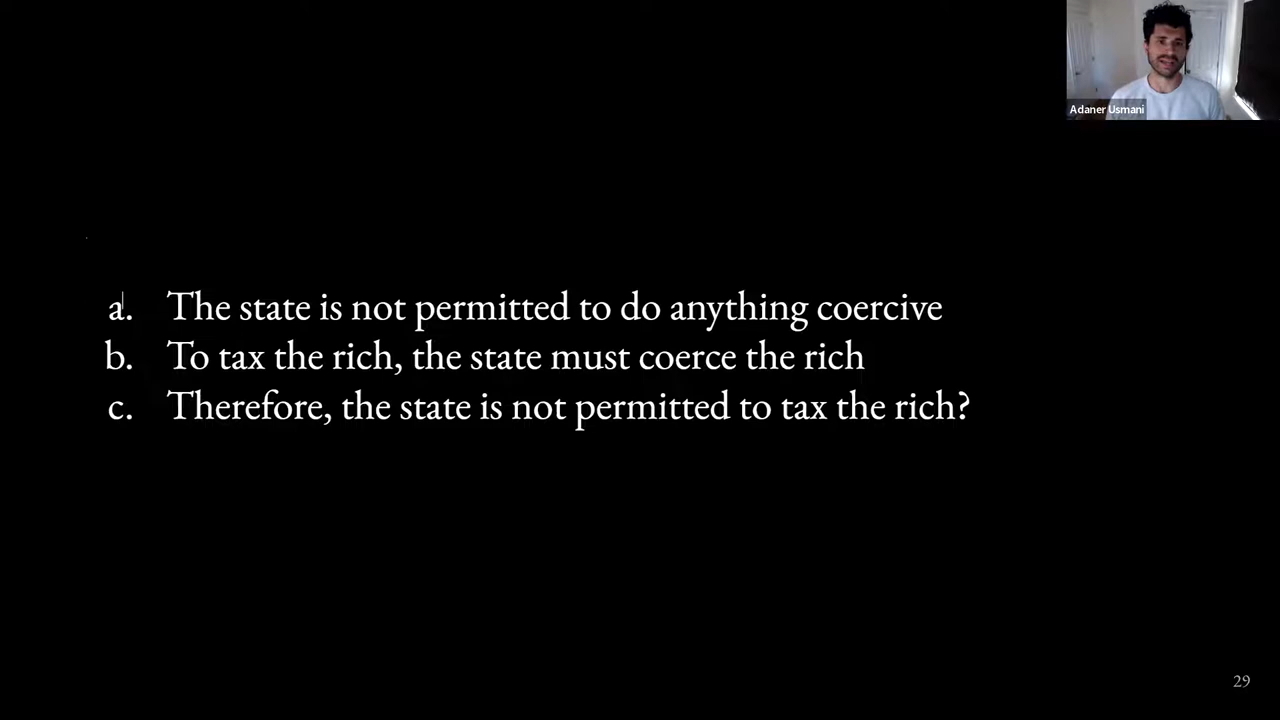 Adaner Usmani
a. The state is not permitted to do anything coercive
b. To tax the rich, the state must coerce the rich
c. Therefore, the state is not permitted to tax the rich?
29